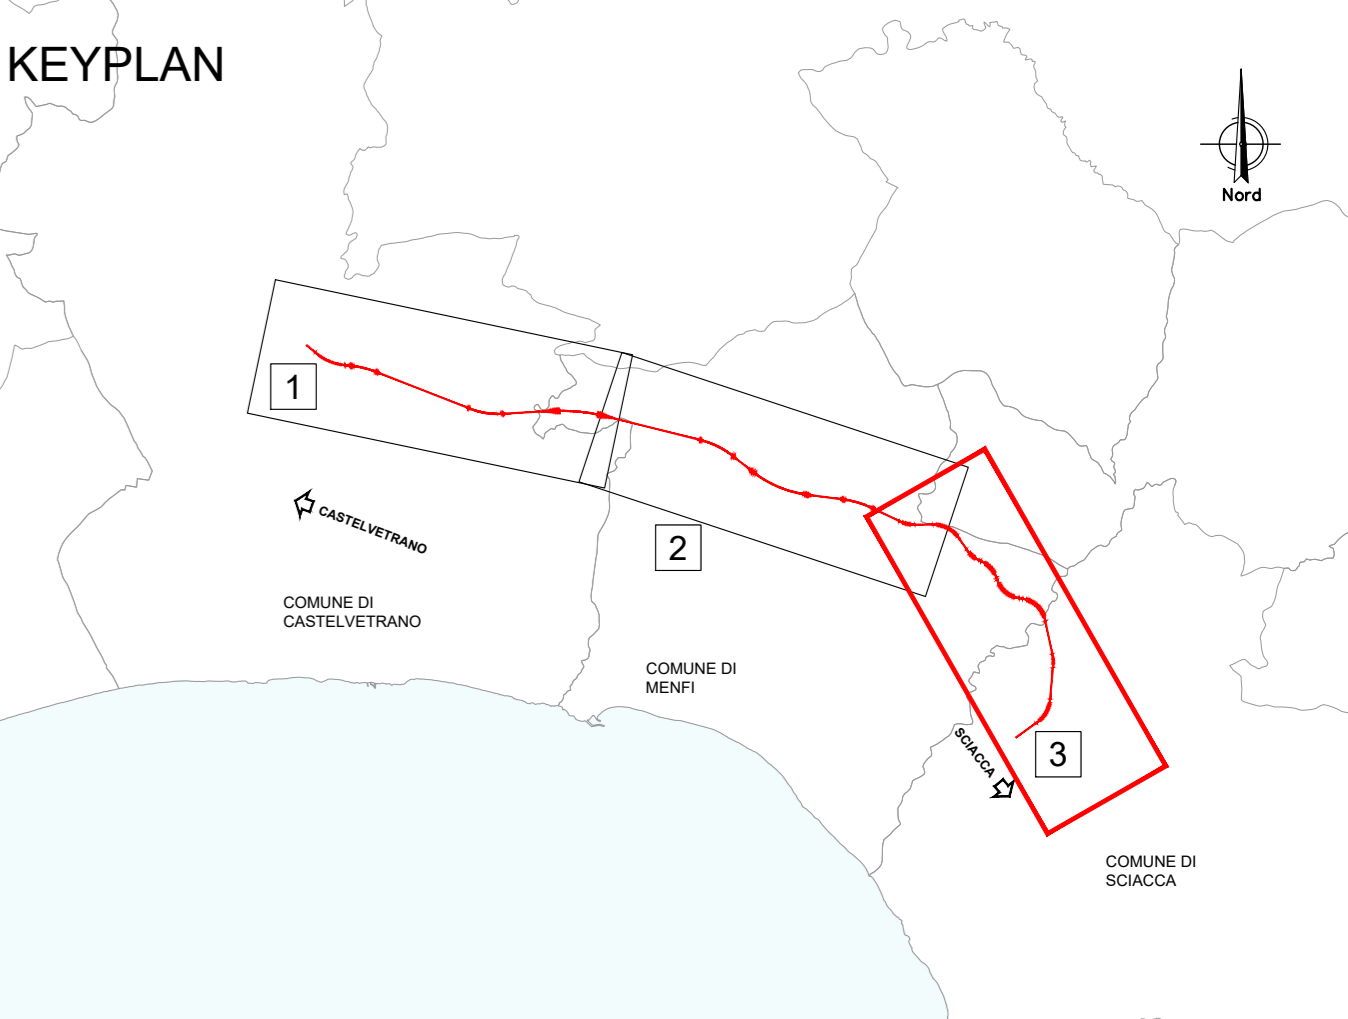 KEYPLAN
Nord
1
CASTELVETRANO
2
COMUNE DI
CASTELVETRANO
COMUNE DI
MENFI
SCIACCA
3
COMUNE DI
SCIACCA